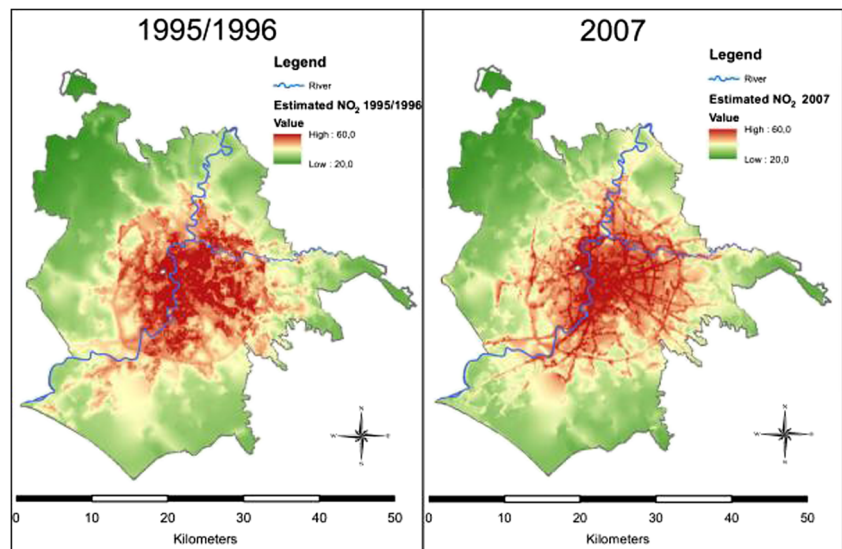 1995/1996
Legend
River
Estimated NO₂ 1995/1996
Value
High : 60,0
Low : 20,0
N
W E
S
0 10 20 30 40 50
Kilometers
2007
Legend
River
Estimated NO₂ 2007
Value
High : 60,0
Low : 20,0
N
W E
S
0 10 20 30 40 50
Kilometers